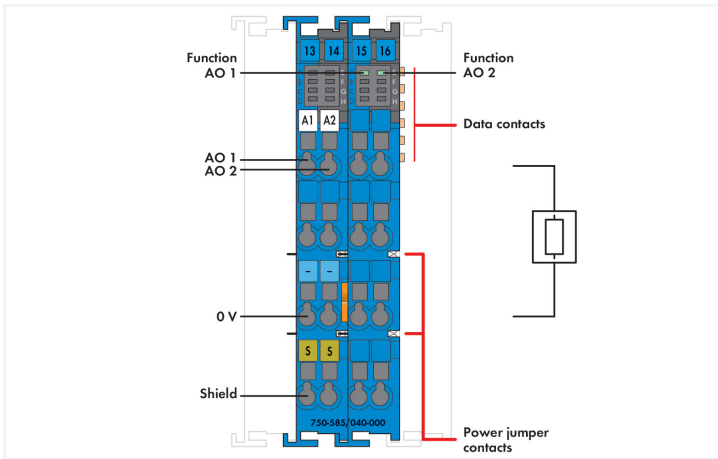 13 14 15 16
Function
AO 1
Function
AO 2
F
G
H
A1 A2
Data contacts
AO 1
AO 2
- -
0 V
S S
Shield
750-585/040-000
Power jumper
contacts